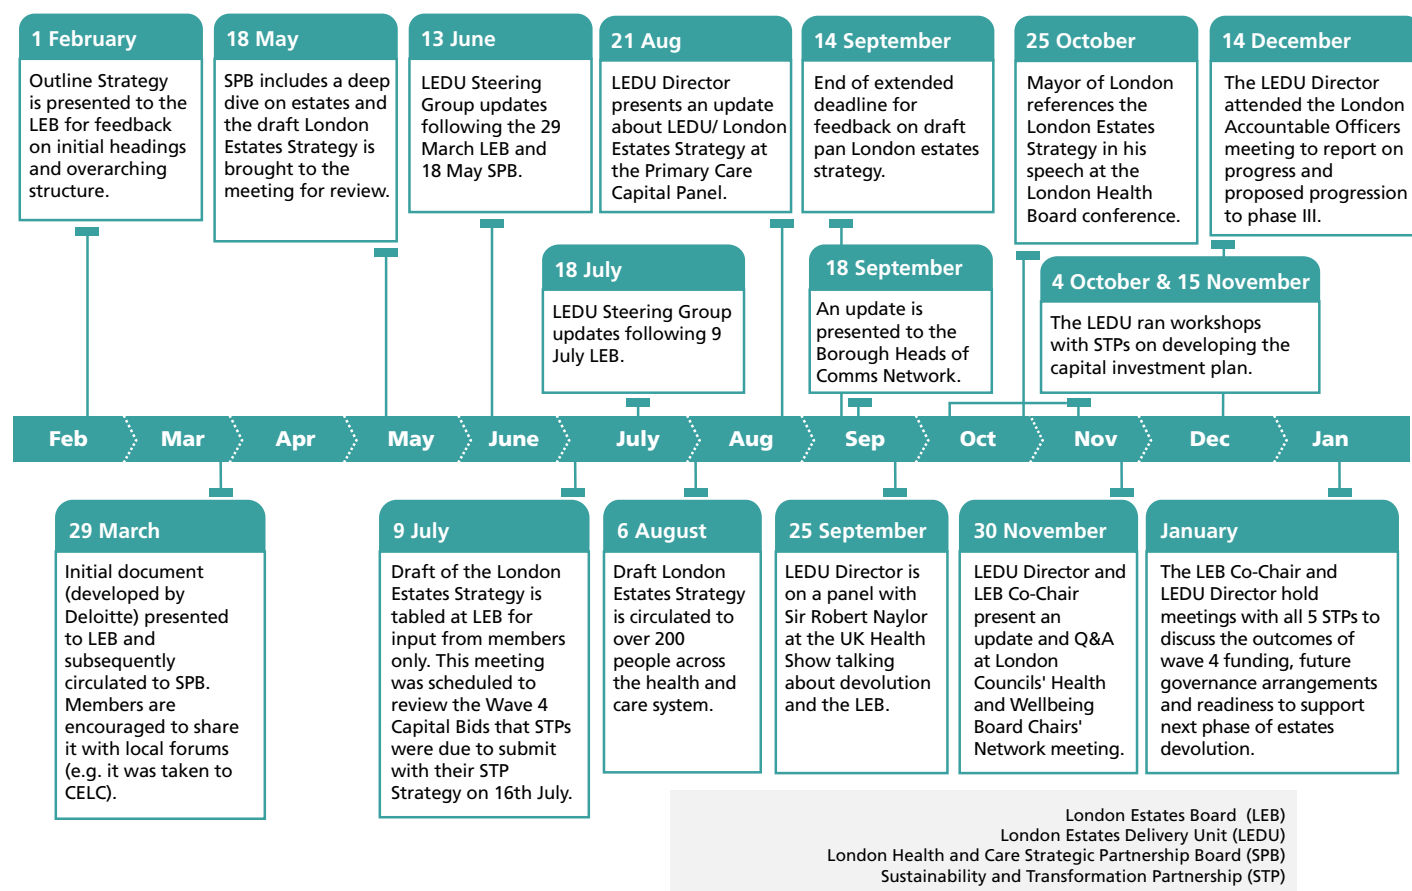 1 February
Outline Strategy
is presented to the
LEB for feedback
on initial headings
and overarching
structure.
18 May
SPB includes a deep
dive on estates and
the draft London
Estates Strategy is
brought to the
meeting for review.
13 June
LEDU Steering
Group updates
following the 29
March LEB and
18 May SPB.
21 Aug
LEDU Director
presents an update
about LEDU/ London
Estates Strategy at
the Primary Care
Capital Panel.
14 September
End of extended
deadline for
feedback on draft
pan London estates
strategy.
25 October
Mayor of London
references the
London Estates
Strategy in his
speech at the
London Health
Board conference.
14 December
The LEDU Director
attended the London
Accountable Officers
meeting to report on
progress and
proposed progression
to phase III.
18 July
LEDU Steering Group
updates following 9
July LEB.
18 September
An update is
presented to the
Borough Heads of
Comms Network.
4 October & 15 November
The LEDU ran workshops
with STPs on developing the
capital investment plan.
Feb Mar Apr May June July Aug Sep Oct Nov Dec Jan
29 March
Initial document
(developed by
Deloitte) presented
to LEB and
subsequently
circulated to SPB.
Members are
encouraged to share
it with local forums
(e.g. it was taken to
CELC).
9 July
Draft of the London
Estates Strategy is
tabled at LEB for
input from members
only. This meeting
was scheduled to
review the Wave 4
Capital Bids that STPs
were due to submit
with their STP
Strategy on 16th July.
6 August
Draft London
Estates Strategy
is circulated to
over 200
people across
the health and
care system.
25 September
LEDU Director is
on a panel with
Sir Robert Naylor
at the UK Health
Show talking
about devolution
and the LEB.
30 November
LEDU Director and
LEB Co-Chair
present an
update and Q&A
at London
Councils' Health
and Wellbeing
Board Chairs'
Network meeting.
January
The LEB Co-Chair and
LEDU Director hold
meetings with all 5 STPs to
discuss the outcomes of
wave 4 funding, future
governance arrangements
and readiness to support
next phase of estates
devolution.
London Estates Board (LEB)
London Estates Delivery Unit (LEDU)
London Health and Care Strategic Partnership Board (SPB)
Sustainability and Transformation Partnership (STP)